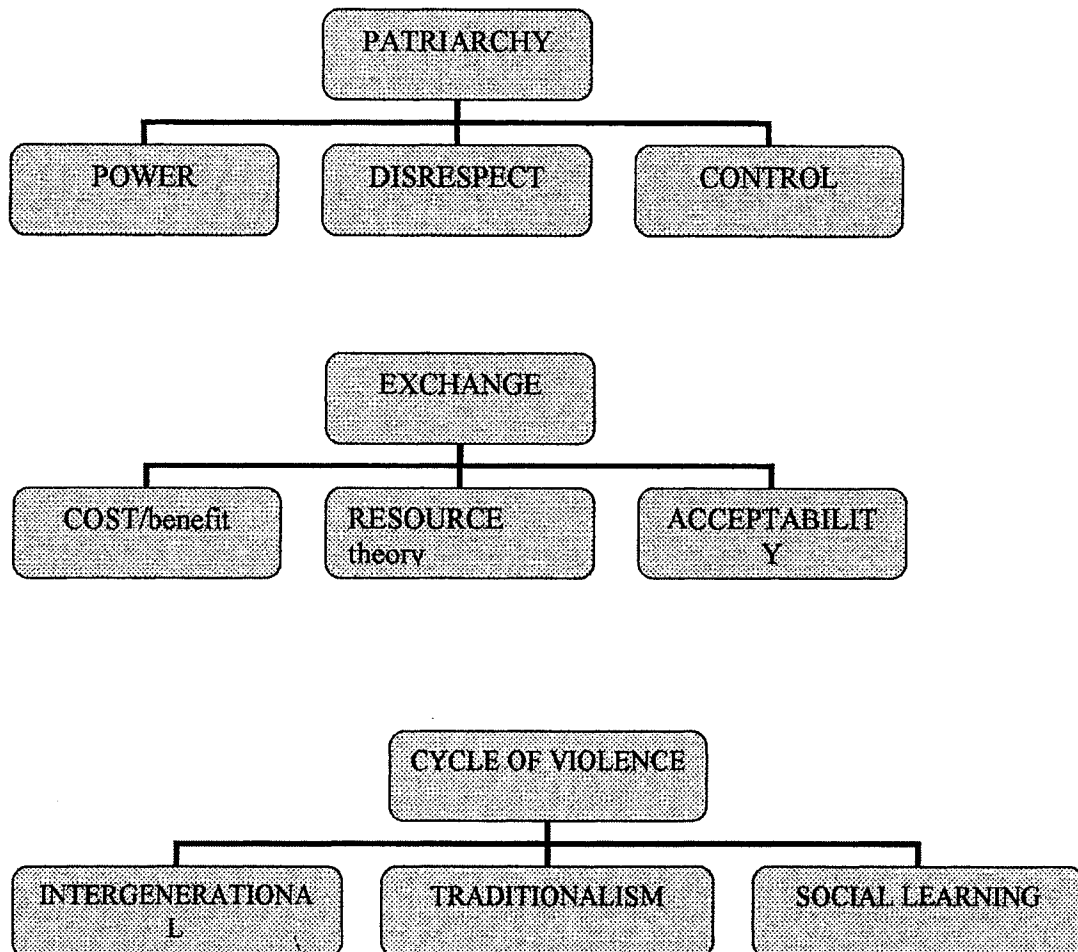 PATRIARCHY
POWER
DISRESPECT
CONTROL
EXCHANGE
COST/benefit
RESOURCE
theory
ACCEPTABILIT
Y
CYCLE OF VIOLENCE
INTERGENERATIONA
L
TRADITIONALISM
SOCIAL LEARNING